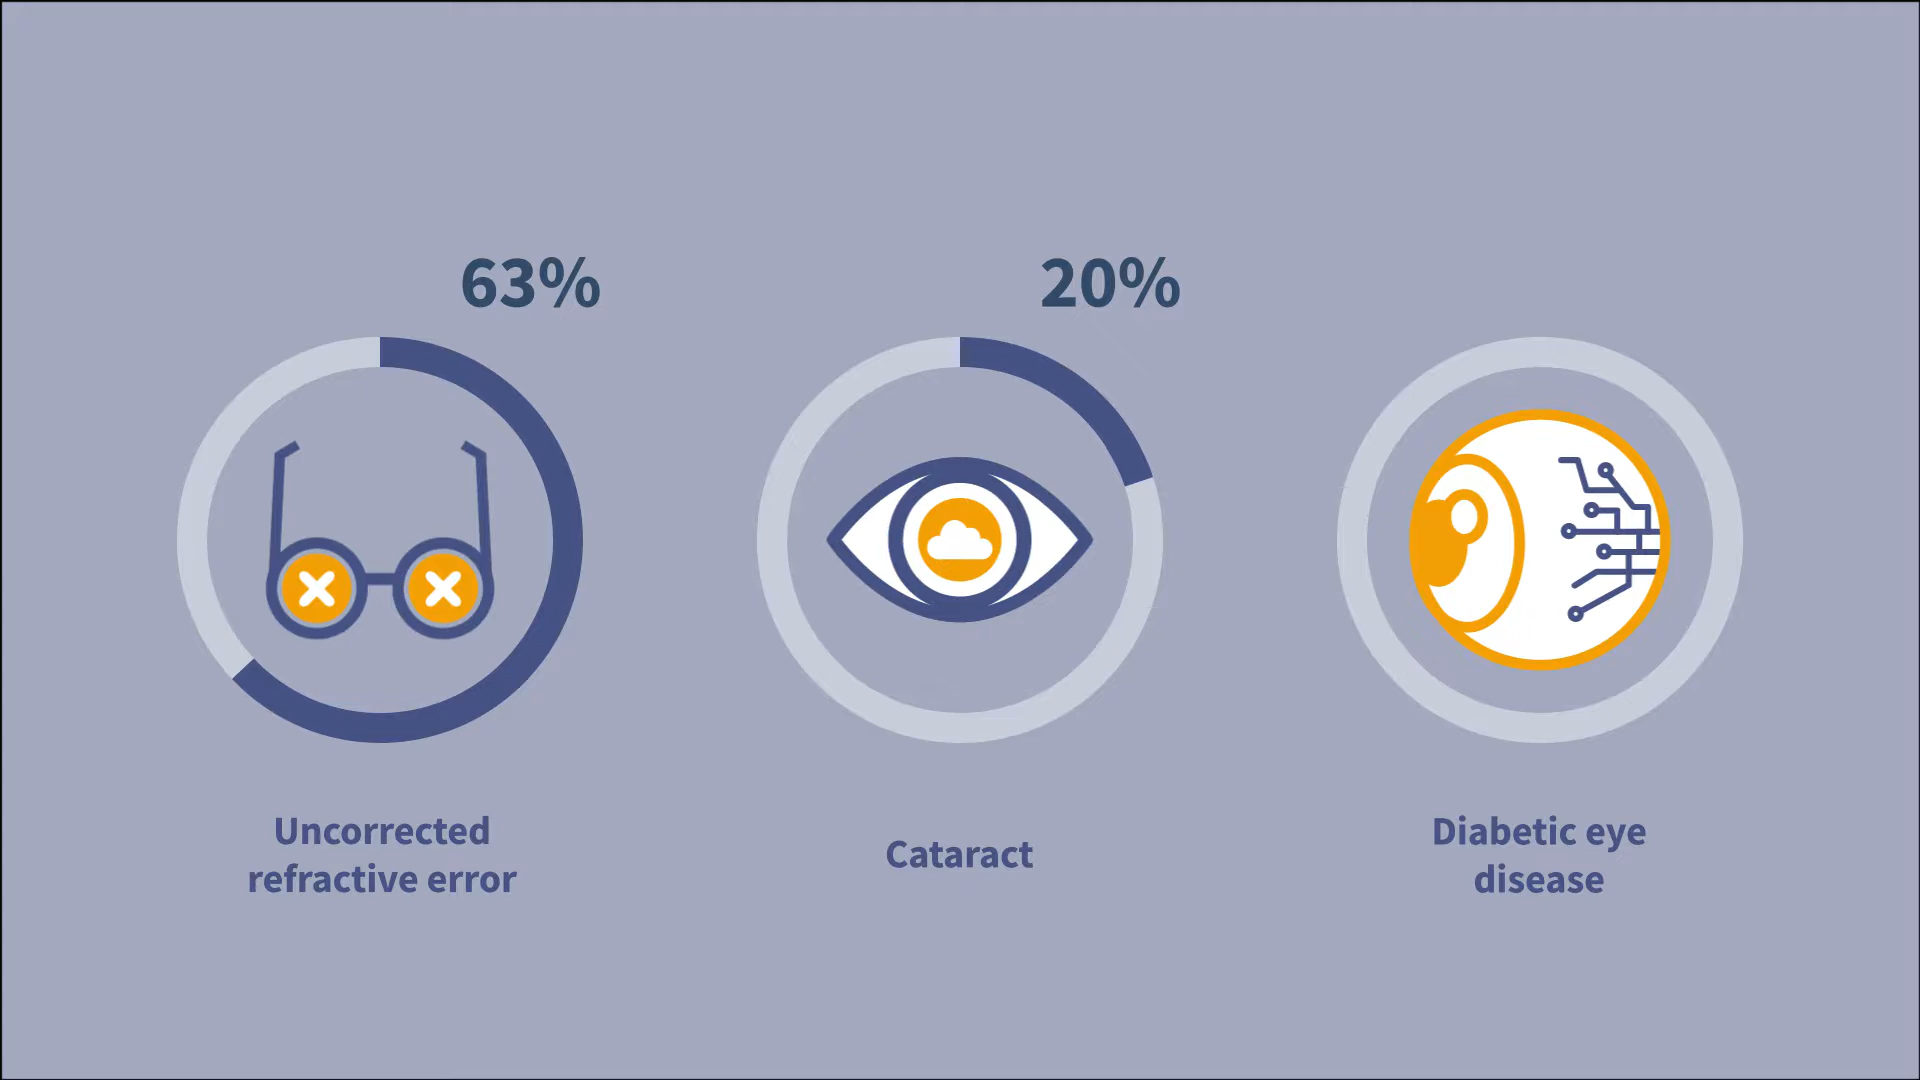 63%
20%
Uncorrected
refractive error
Cataract
Diabetic eye
disease